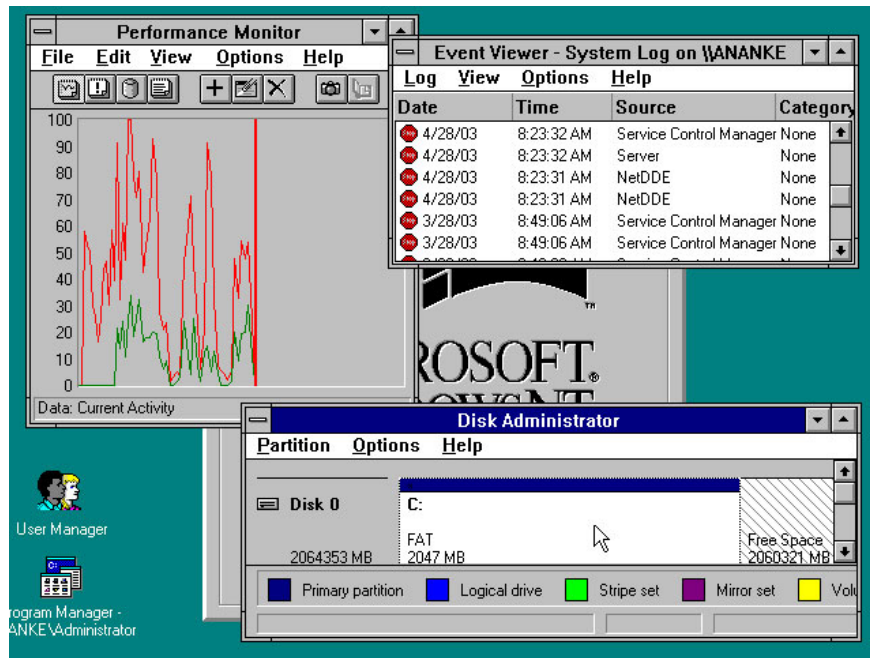 Performance Monitor
File Edit View Options Help
100
90
80
70
60
50
40
30
20
10
0
Data: Current Activity
Event Viewer - System Log on \\ANANKE
Log View Options Help
Date Time Source Category
4/28/03 8:23:32 AM Service Control Manager None
4/28/03 8:23:32 AM Server None
4/28/03 8:23:31 AM NetDDE None
4/28/03 8:23:31 AM NetDDE None
3/28/03 8:49:06 AM Service Control Manager None
3/28/03 8:49:06 AM Service Control Manager None
TM
ROSOFT®
OWSNT
Disk Administrator
Partition Options Help
Disk 0 C:
FAT Free Space
2064353 MB 2047 MB 2060321 MB
Primary partition Logical drive Stripe set Mirror set Volu
User Manager
rogram Manager -
ANKE\Administrator